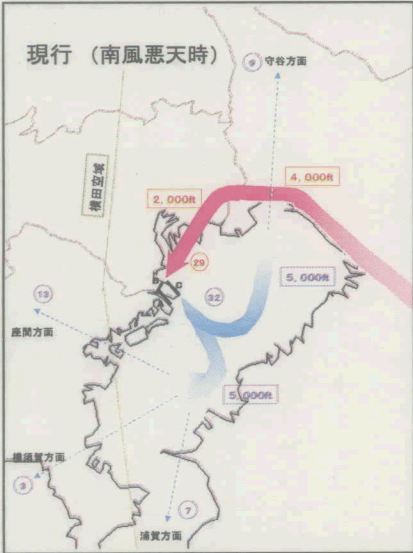 現行 （南風悪天時）
9
守谷方面
4,000ft
横田空域
2,000ft
29
5,000ft
C
32
13
座間方面
5,000ft
横須賀方面
3
7
浦賀方面